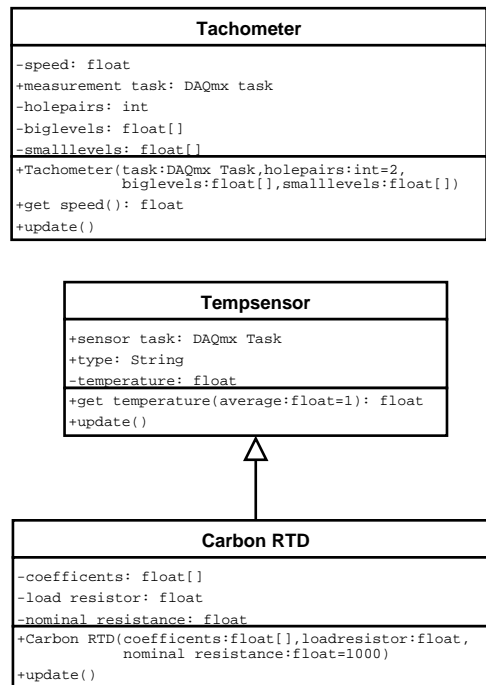 Tachometer
-speed: float
+measurement task: DAQmx task
-holepairs: int
-biglevels: float[]
-smalllevels: float[]
+Tachometer(task:DAQmx Task,holepairs:int=2,
biglevels:float[],smalllevels:float[])
+get speed(): float
+update()
Tempsensor
+sensor task: DAQmx Task
+type: String
-temperature: float
+get temperature(average:float=1): float
+update()
Carbon RTD
-coefficents: float[]
-load resistor: float
-nominal resistance: float
+Carbon RTD(coefficents:float[],loadresistor:float,
nominal resistance:float=1000)
+update()